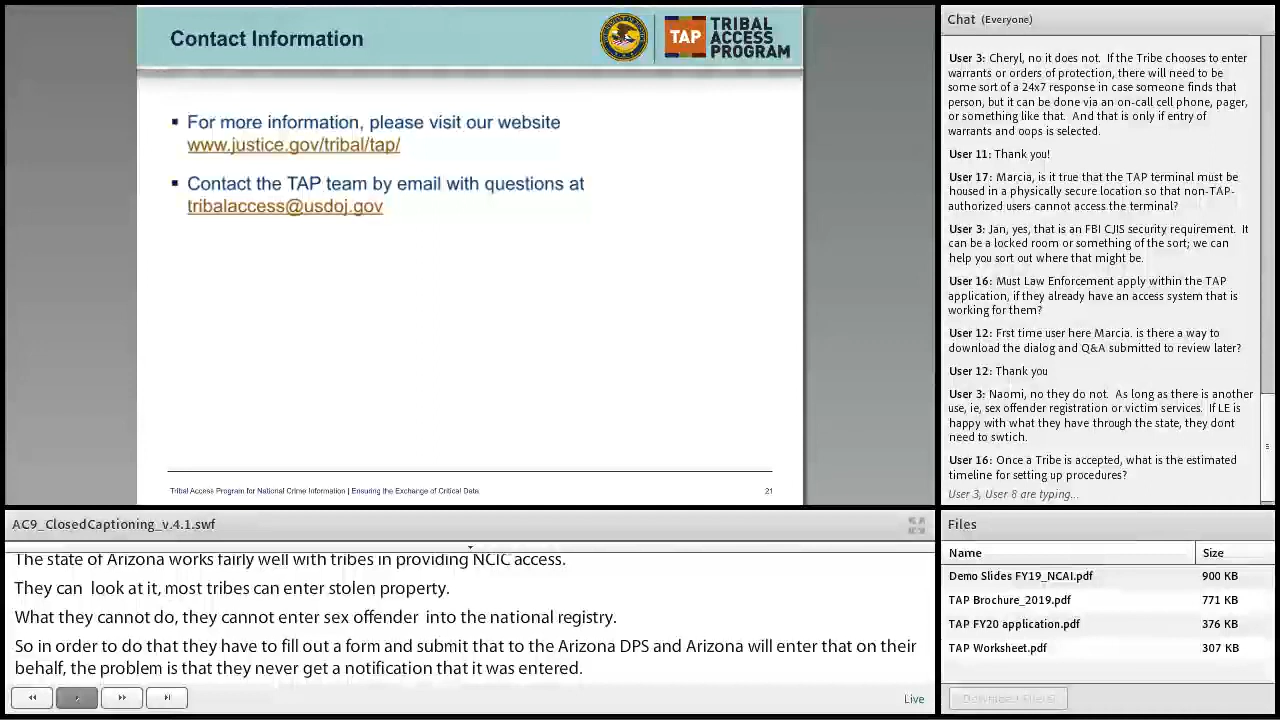 Contact Information
TAP
TRIBAL
ACCESS
PROGRAM
▪ For more information, please visit our website
www.justice.gov/tribal/tap/
▪ Contact the TAP team by email with questions at
tribalaccess@usdoj.gov
Tribal Access Program for National Crime Information | Ensuring the Exchange of Critical Data
21
Chat (Everyone)
User 3: Cheryl, no it does not. If the Tribe chooses to enter
warrants or orders of protection, there will need to be
some sort of a 24x7 response in case someone finds that
person, but it can be done via an on-call cell phone, pager,
or something like that. And that is only if entry of
warrants and oops is selected.
User 11: Thank you!
User 17: Marcia, is it true that the TAP terminal must be
housed in a physically secure location so that non-TAP-
authorized users cannot access the terminal?
User 3: Jan, yes, that is an FBI CJIS security requirement. It
can be a locked room or something of the sort; we can
help you sort out where that might be.
User 16: Must Law Enforcement apply within the TAP
application, if they already have an access system that is
working for them?
User 12: Frst time user here Marcia. is there a way to
download the dialog and Q&A submitted to review later?
User 12: Thank you
User 3: Naomi, no they do not. As long as there is another
use, ie, sex offender registration or victim services. If LE is
happy with what they have through the state, they dont
need to swtich.
User 16: Once a Tribe is accepted, what is the estimated
timeline for setting up procedures?
User 3, User 8 are typing...
AC9_ClosedCaptioning_v.4.1.swf
The state of Arizona works fairly well with tribes in providing NCIC access.
They can look at it, most tribes can enter stolen property.
What they cannot do, they cannot enter sex offender into the national registry.
So in order to do that they have to fill out a form and submit that to the Arizona DPS and Arizona will enter that on their
behalf, the problem is that they never get a notification that it was entered.
Live
Files
Name Size
Demo Slides FY19_NCAI.pdf 900 KB
TAP Brochure_2019.pdf 771 KB
TAP FY20 application.pdf 376 KB
TAP Worksheet.pdf 307 KB
Download File(s)